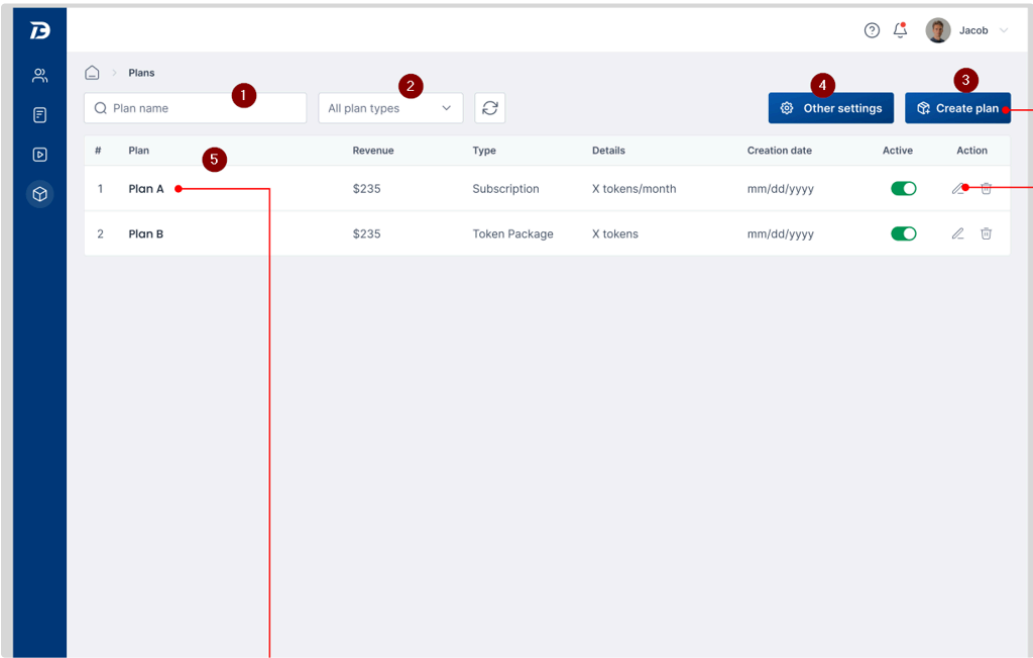 Jacob
Plans
1
2
3
4
Plan name
All plan types
Other settings
Create plan
# Plan Revenue Type Details Creation date Active Action
5
1 Plan A $235 Subscription X tokens/month mm/dd/yyyy
2 Plan B $235 Token Package X tokens mm/dd/yyyy